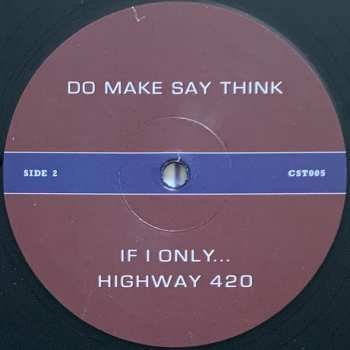 DO MAKE SAY THINK
SIDE 2 CST005
IF I ONLY...
HIGHWAY 420